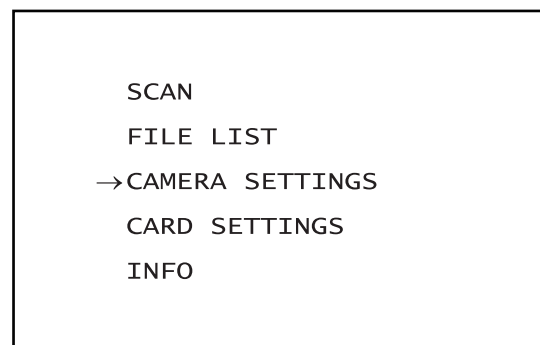 SCAN
FILE LIST
→CAMERA SETTINGS
CARD SETTINGS
INFO